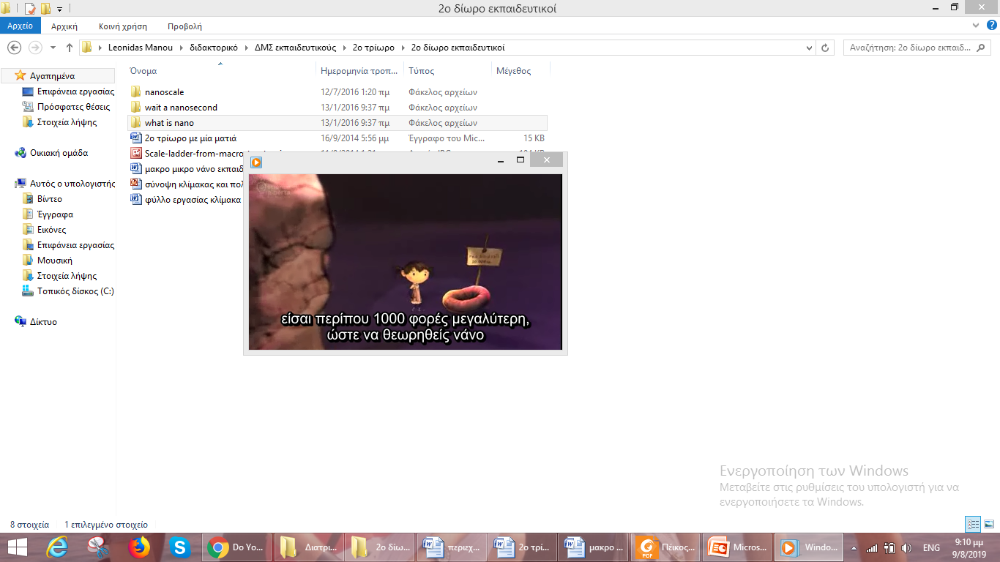 2ο δίωρο εκπαιδευτικοί
Αρχείο Αρχική Κοινή χρήση Προβολή
Leonidas Manou διδακτορικό ΔΜΣ εκπαιδευτικούς 2ο τρίωρο 2ο δίωρο εκπαιδευτικοί
Αναζήτηση: 2ο δίωρο εκπαιδ...
Όνομα Ημερομηνία τροπ... Τύπος Μέγεθος
Αγαπημένα
Επιφάνεια εργασίας
Πρόσφατες θέσεις
Στοιχεία λήψης
Οικιακή ομάδα
Αυτός ο υπολογιστής
Βίντεο
Έγγραφα
Εικόνες
Επιφάνεια εργασίας
Μουσική
Στοιχεία λήψης
Τοπικός δίσκος (C:)
Δίκτυο
nanoscale 12/7/2016 1:20 πμ Φάκελος αρχείων
wait a nanosecond 13/1/2016 9:37 πμ Φάκελος αρχείων
what is nano 13/1/2016 9:37 πμ Φάκελος αρχείων
2ο τρίωρο με μία ματιά 16/9/2014 5:56 μμ Έγγραφο του Mic... 15 KB
Scale-ladder-from-macro
μακρο μικρο νάνο εκπαιδ
σύνοψη κλίμακας και πολ
φύλλο εργασίας κλίμακα
είσαι περίπου 1000 φορές μεγαλύτερη,
ώστε να θεωρηθείς νάνο
Ενεργοποίηση των Windows
Μεταβείτε στις ρυθμίσεις του υπολογιστή για να
ενεργοποιήσετε τα Windows.
8 στοιχεία 1 επιλεγμένο στοιχείο
Do Yo... Διατρι... 2ο δίω... περιεχ... 2ο τρί... μακρο ... Πέικος... Micros... Windo... ENG 9:10 μμ
9/8/2019